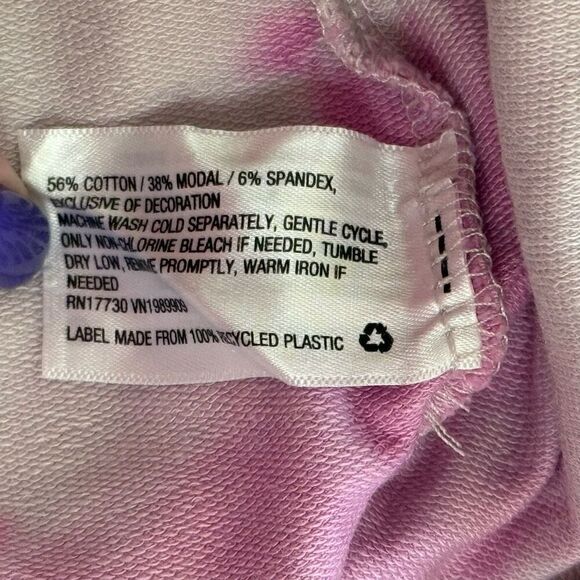 56% COTTON / 38% MODAL / 6% SPANDEX,
EXCLUSIVE OF DECORATION
MACHINE WASH COLD SEPARATELY, GENTLE CYCLE,
ONLY NON-CHLORINE BLEACH IF NEEDED, TUMBLE
DRY LOW, REMOVE PROMPTLY, WARM IRON IF
NEEDED
RN17730 VN1989909
LABEL MADE FROM 100% RECYCLED PLASTIC